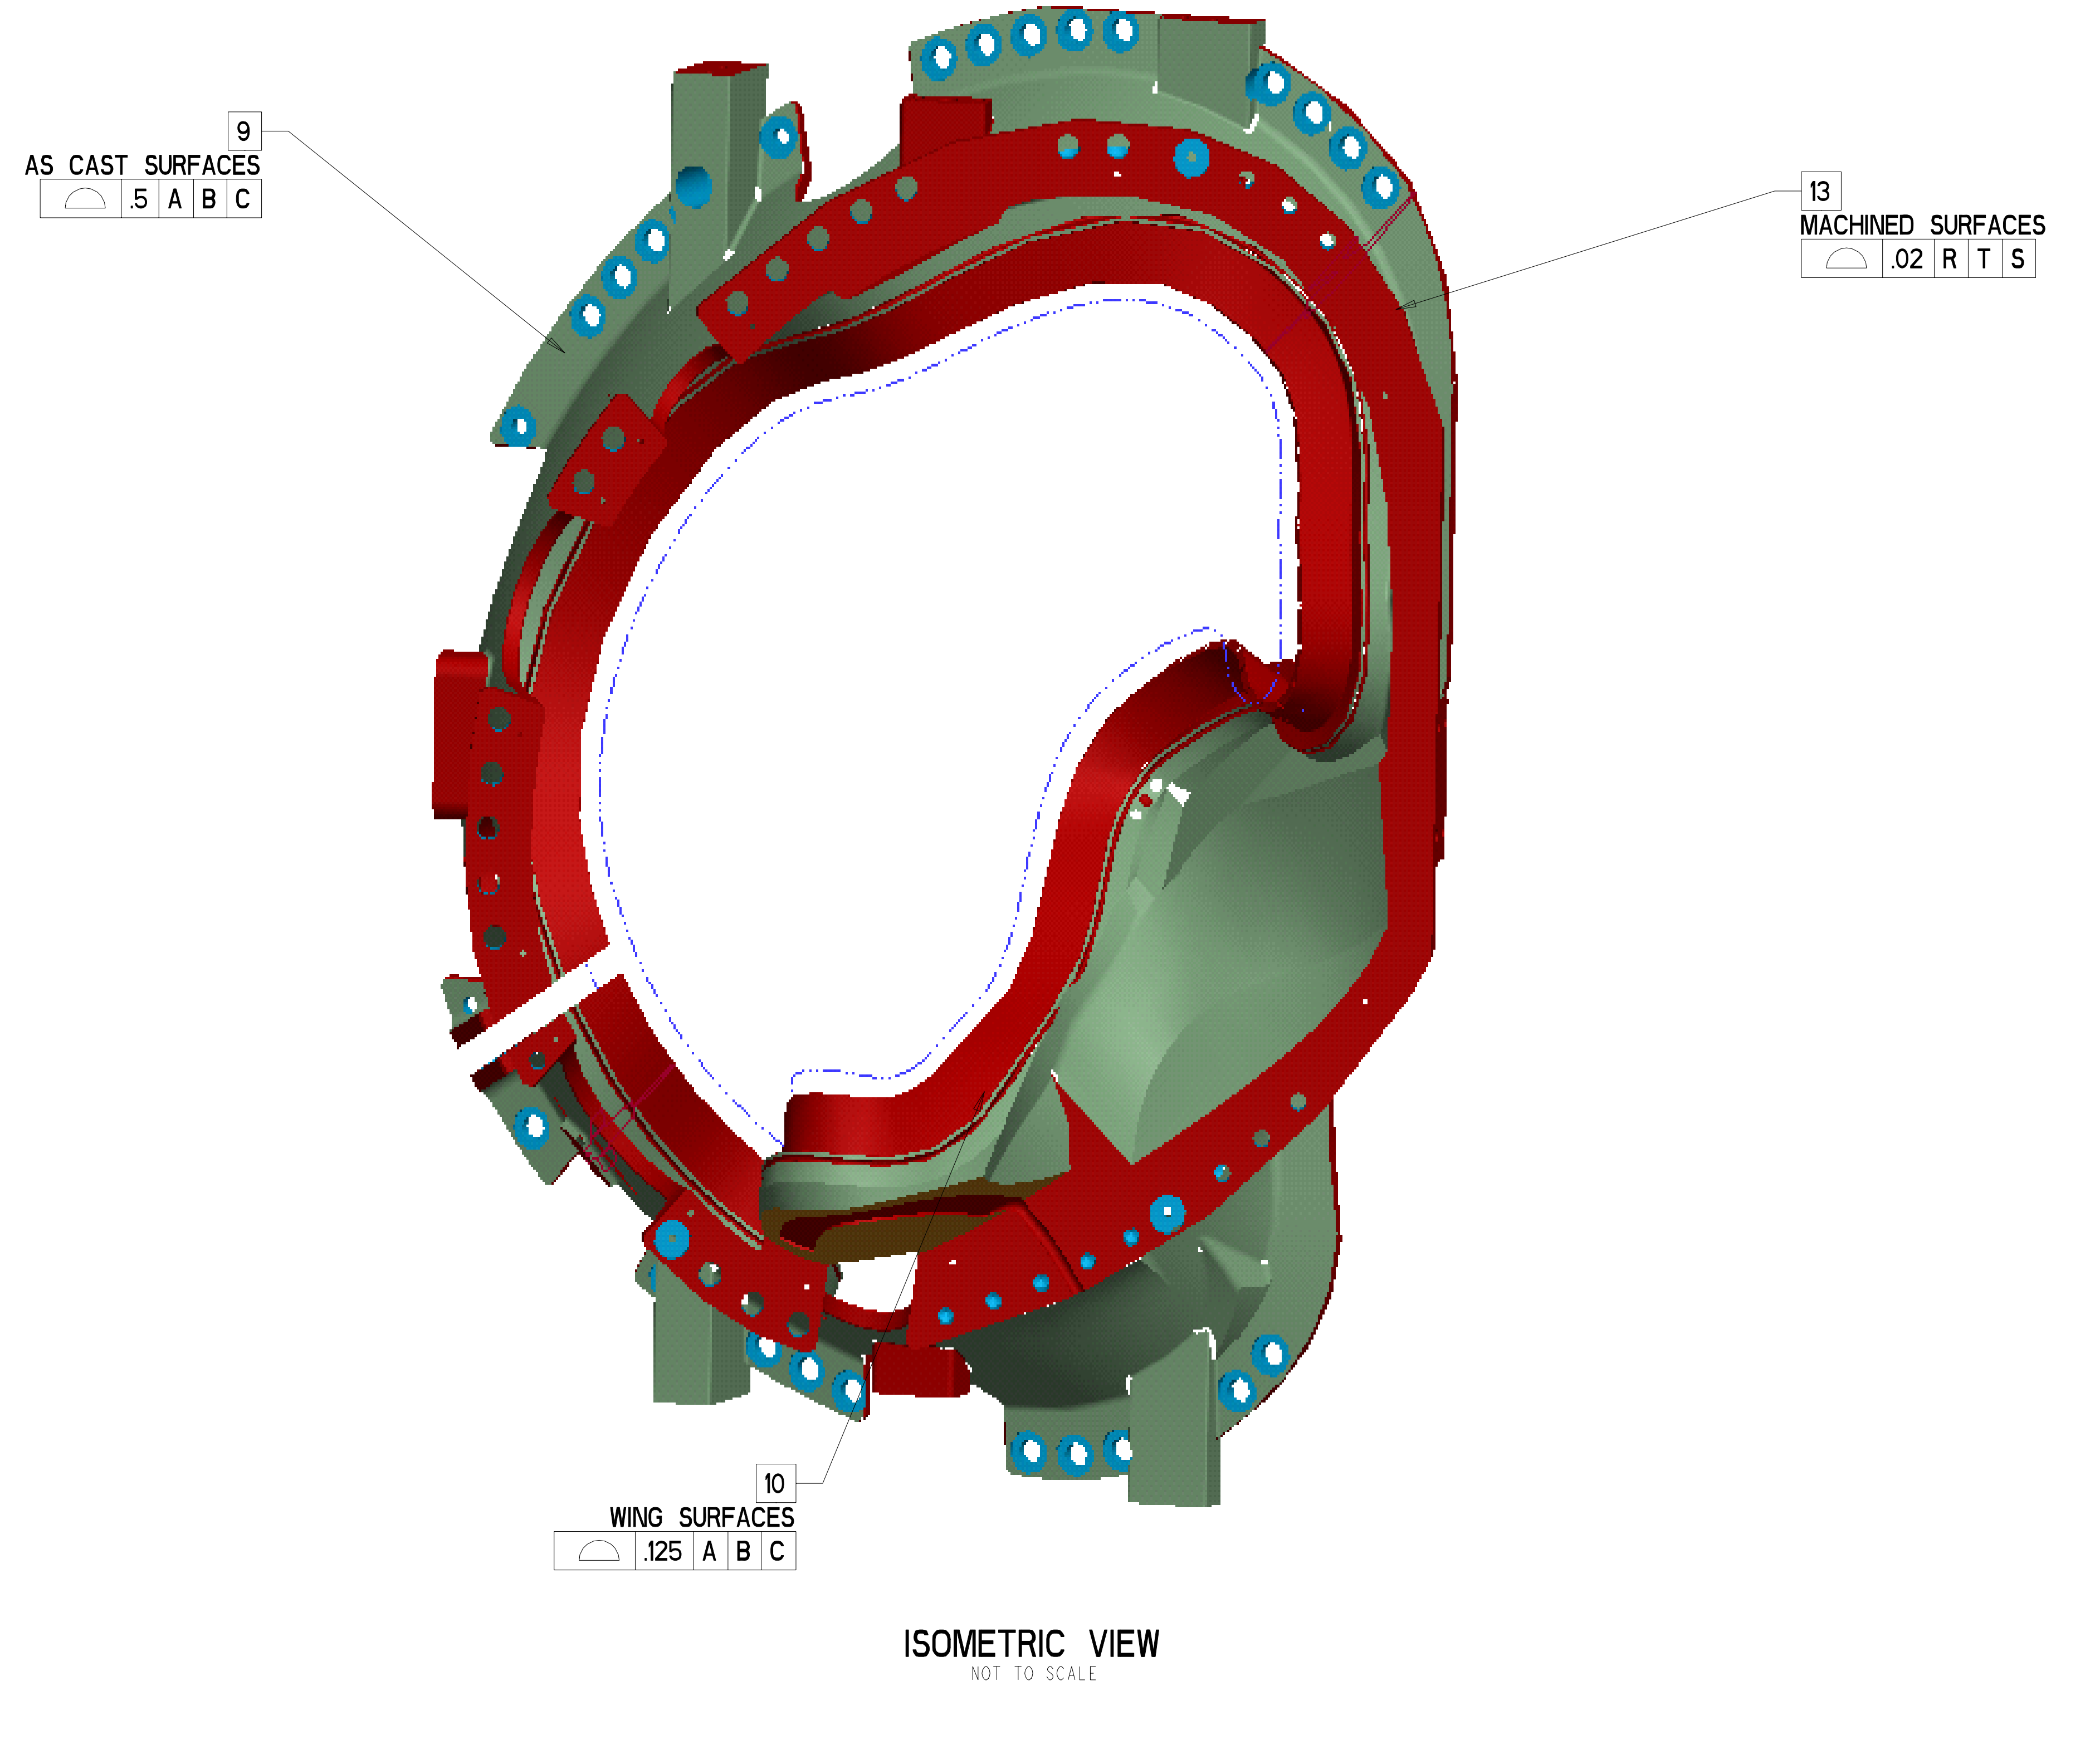 9
AS CAST SURFACES
.5 A B C
13
MACHINED SURFACES
.02 R T S
10
WING SURFACES
.125 A B C
ISOMETRIC VIEW
NOT TO SCALE